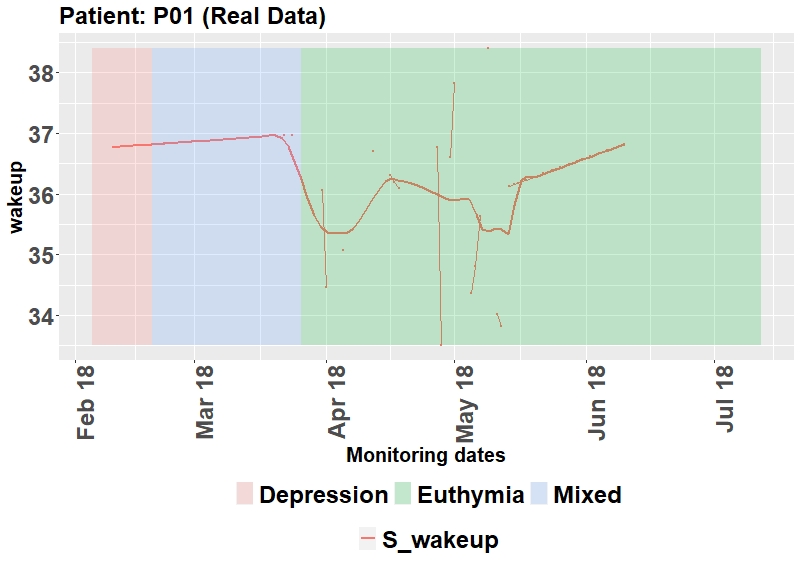 Patient: P01 (Real Data)
wakeup
38
37
36
35
34
Feb 18
Mar 18
Apr 18
May 18
Jun 18
Jul 18
Monitoring dates
Depression Euthymia Mixed
S_wakeup